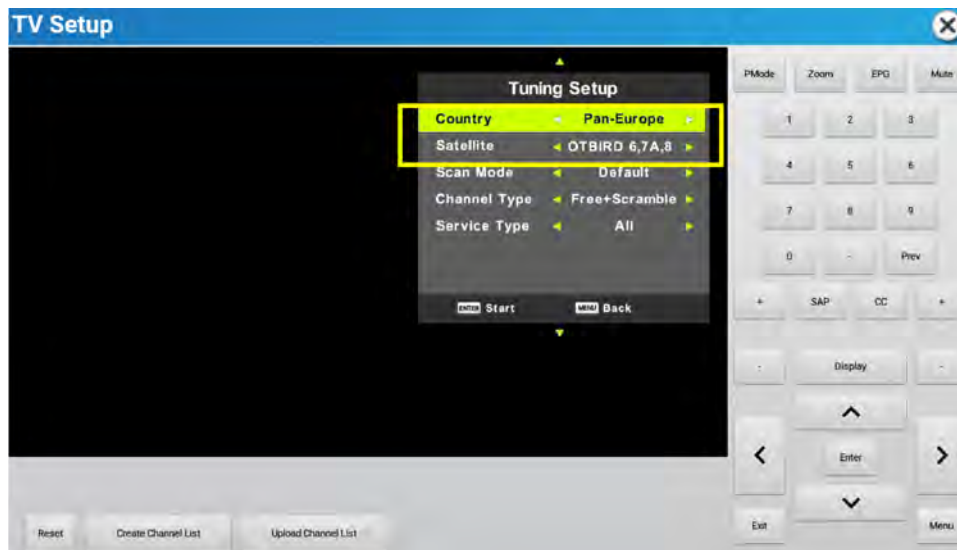 TV Setup
Tuning Setup
Country Pan-Europe
Satellite OTBIRD 6,7A,8
Scan Mode Default
Channel Type Free+Scramble
Service Type All
ENTER Start MENU Back
PMode Zoom EPG Mute
1 2 3
4 5 6
7 8 9
0 - Prev
+ SAP CC +
- Display -
Enter
Exit Menu
Reset Create Channel List Upload Channel List